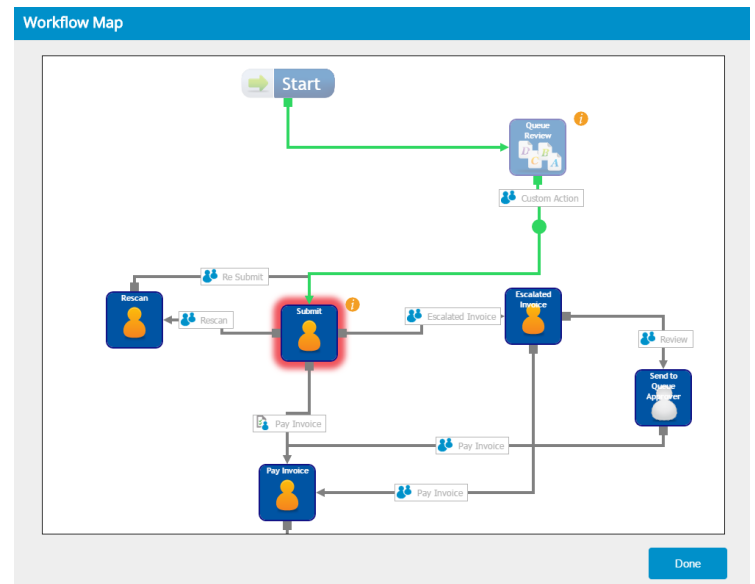 Workflow Map
Start
Queue
Review
D
B
C
A
Custom Action
Re Submit
Rescan
Rescan
Submit
Escalated Invoice
Escalated
Invoice
Review
Send to
Queue
Approver
Pay Invoice
Pay Invoice
Pay Invoice
Pay Invoice
Done